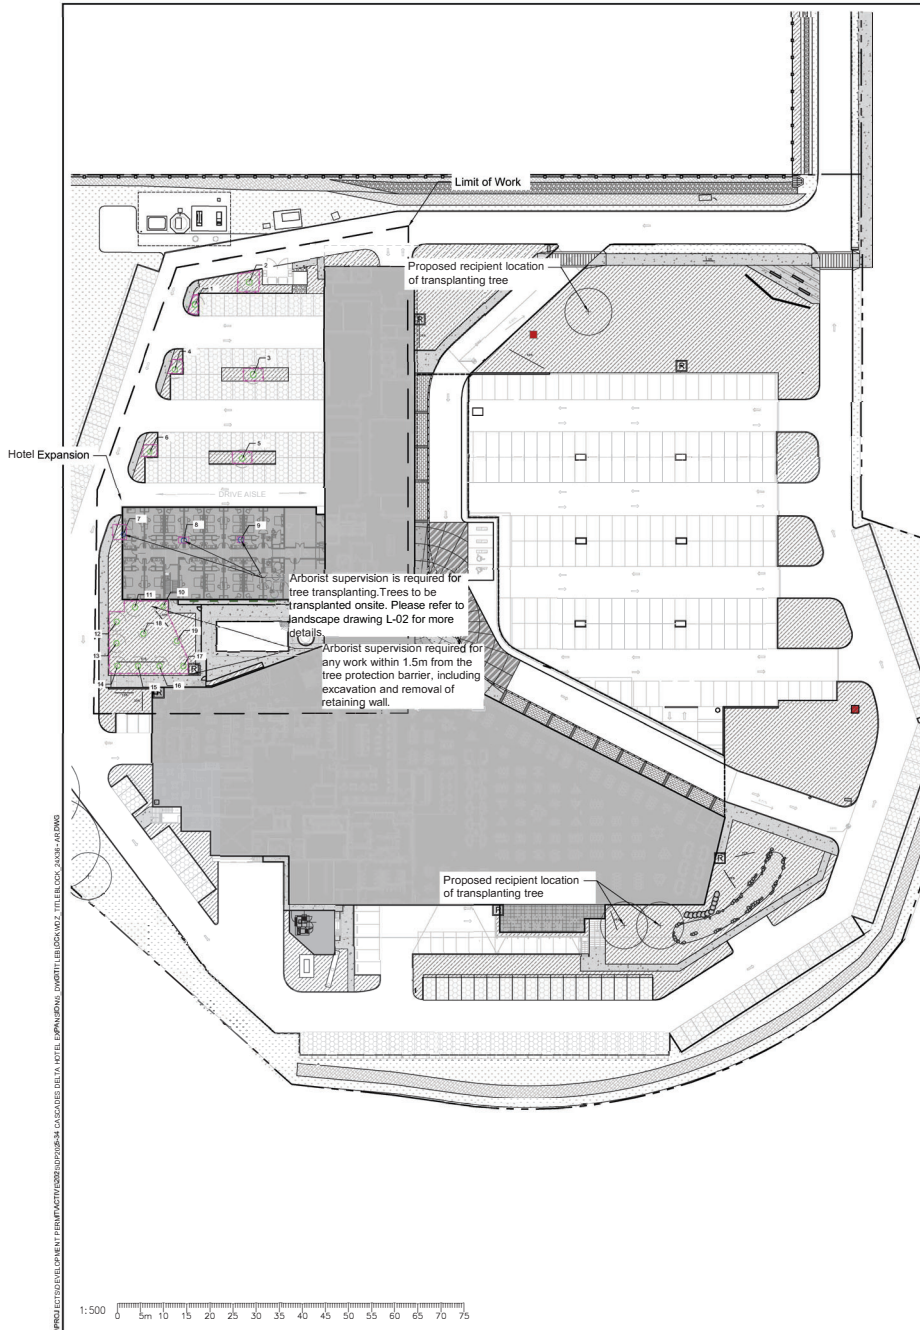 Limit of Work
Proposed recipient location
of transplanting tree
2
1
4
3
6
5
Hotel Expansion
DRIVE AISLE
7
8
9
Arborist supervision is required for
tree transplanting.Trees to be
transplanted onsite. Please refer to
landscape drawing L-02 for more
details.
11
10
12
18
19
13
17
14
15
16
R
R
R
R
R
R
Arborist supervision required for
any work within 1.5m from the
tree protection barrier, including
excavation and removal of
retaining wall.
Proposed recipient location
of transplanting tree
1:500
0 5m 10 15 20 25 30 35 40 45 50 55 60 65 70 75